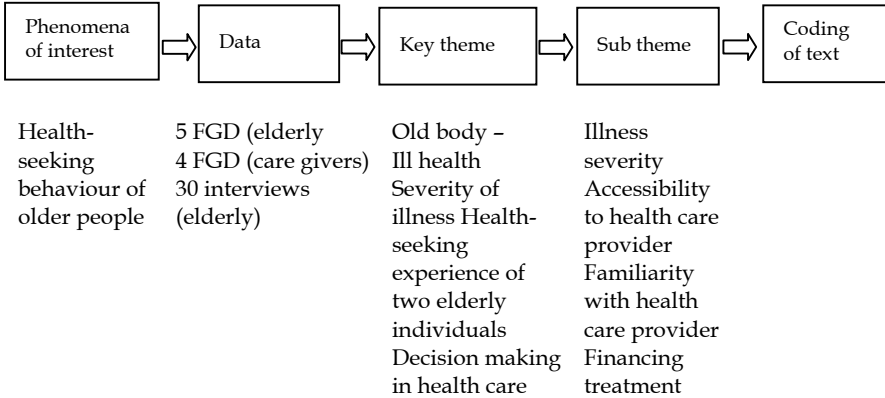 Phenomena
of interest
Data
Key theme
Sub theme
Coding
of text
Health-
seeking
behaviour of
older people
5 FGD (elderly
4 FGD (care givers)
30 interviews
(elderly)
Old body –
Ill health
Severity of
illness Health-
seeking
experience of
two elderly
individuals
Decision making
in health care
Illness
severity
Accessibility
to health care
provider
Familiarity
with health
care provider
Financing
treatment